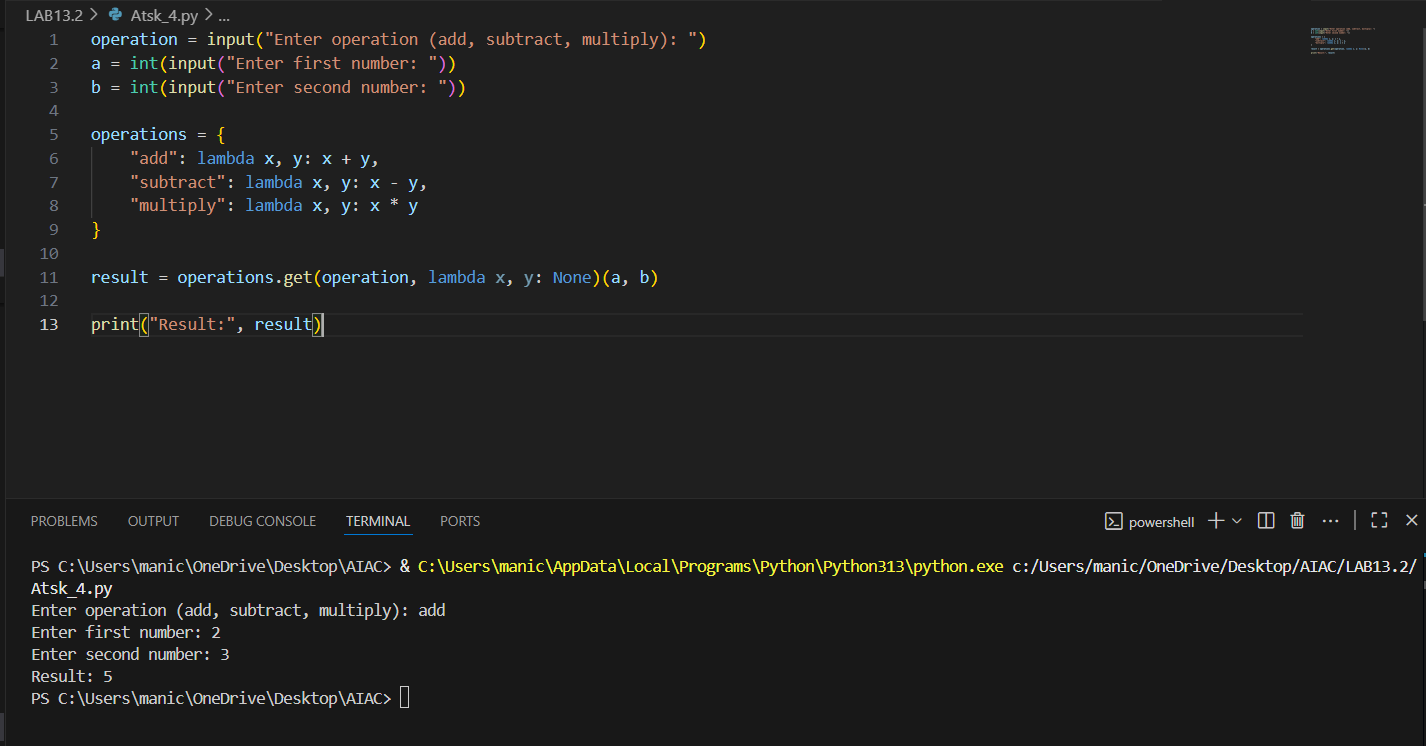 LAB13.2 > Atsk_4.py > ...
1 operation = input("Enter operation (add, subtract, multiply): ")
2 a = int(input("Enter first number: "))
3 b = int(input("Enter second number: "))
4
5 operations = {
6     "add": lambda x, y: x + y,
7     "subtract": lambda x, y: x - y,
8     "multiply": lambda x, y: x * y
9 }
10
11 result = operations.get(operation, lambda x, y: None)(a, b)
12
13 print("Result:", result)
PROBLEMS OUTPUT DEBUG CONSOLE TERMINAL PORTS powershell
PS C:\Users\manic\OneDrive\Desktop\AIAC> & C:\Users\manic\AppData\Local\Programs\Python\Python313\python.exe c:/Users/manic/OneDrive/Desktop/AIAC/LAB13.2/
Atsk_4.py
Enter operation (add, subtract, multiply): add
Enter first number: 2
Enter second number: 3
Result: 5
PS C:\Users\manic\OneDrive\Desktop\AIAC>